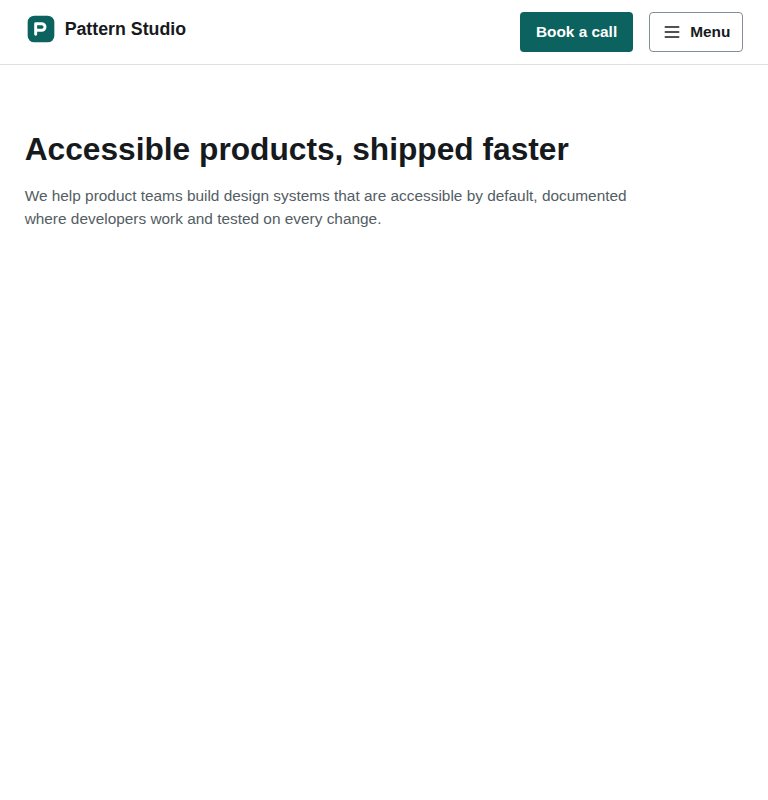 Pattern Studio
Book a call
Menu
Accessible products, shipped faster
We help product teams build design systems that are accessible by default, documented
where developers work and tested on every change.